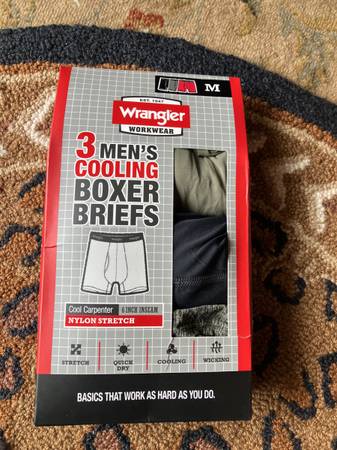 M
EST. 1947
Wrangler
WORKWEAR
3 MEN'S
COOLING
BOXER
BRIEFS
Cool Carpenter 6 INCH INSEAM
NYLON STRETCH
STRETCH QUICK DRY COOLING WICKING
BASICS THAT WORK AS HARD AS YOU DO.